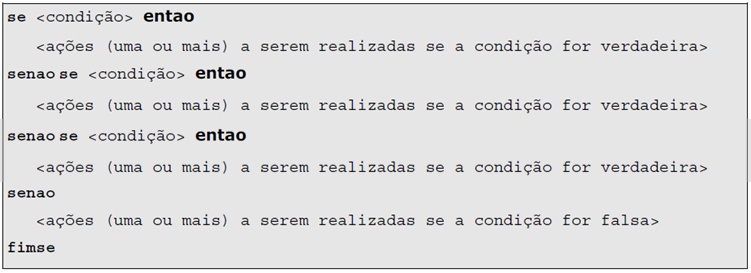 se <condição> entao
<ações (uma ou mais) a serem realizadas se a condição for verdadeira>
senao se <condição> entao
<ações (uma ou mais) a serem realizadas se a condição for verdadeira>
senao se <condição> entao
<ações (uma ou mais) a serem realizadas se a condição for verdadeira>
senao
<ações (uma ou mais) a serem realizadas se a condição for falsa>
fimse